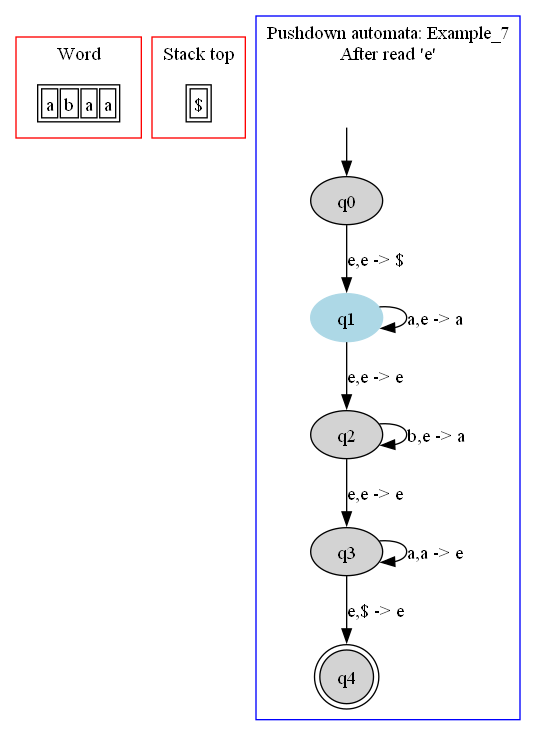 Word
a b a a
Stack top
$
Pushdown automata: Example_7
After read 'e'
q0
e,e -> $
q1
a,e -> a
e,e -> e
q2
b,e -> a
e,e -> e
q3
a,a -> e
e,$ -> e
q4